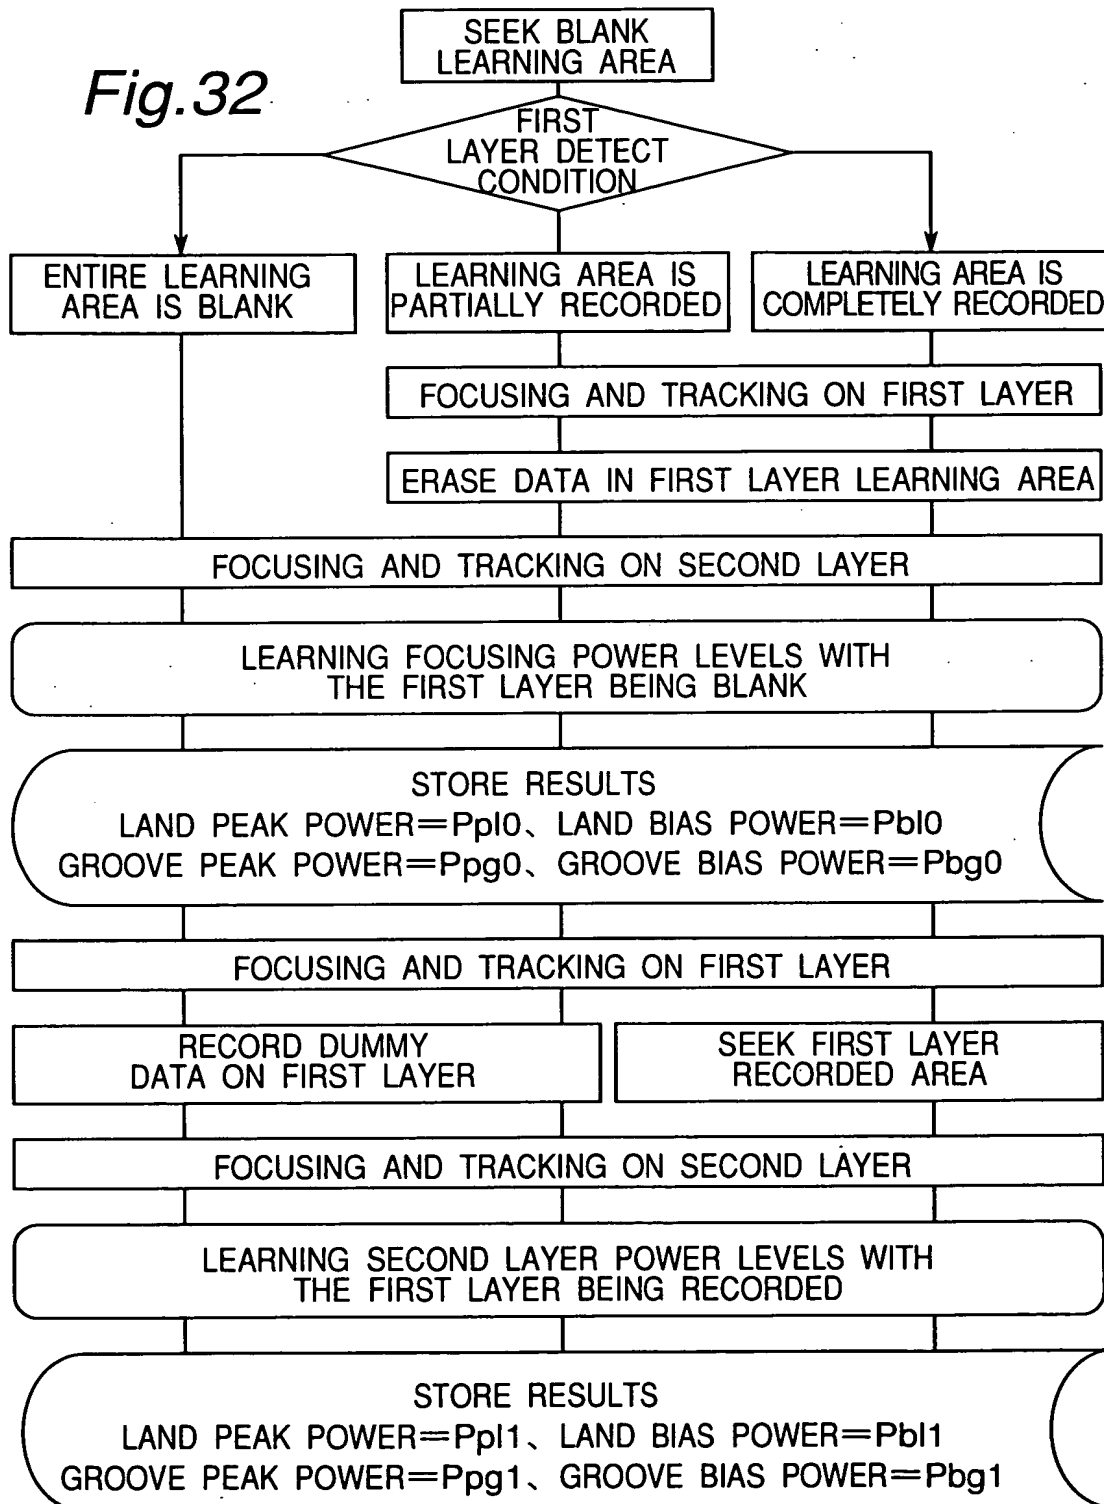 Fig.32
SEEK BLANK
LEARNING AREA
FIRST
LAYER DETECT
CONDITION
ENTIRE LEARNING
AREA IS BLANK
LEARNING AREA IS
PARTIALLY RECORDED
LEARNING AREA IS
COMPLETELY RECORDED
FOCUSING AND TRACKING ON FIRST LAYER
ERASE DATA IN FIRST LAYER LEARNING AREA
FOCUSING AND TRACKING ON SECOND LAYER
LEARNING FOCUSING POWER LEVELS WITH
THE FIRST LAYER BEING BLANK
STORE RESULTS
LAND PEAK POWER=Ppl0、LAND BIAS POWER=Pbl0
GROOVE PEAK POWER=Ppg0、GROOVE BIAS POWER=Pbg0
FOCUSING AND TRACKING ON FIRST LAYER
RECORD DUMMY
DATA ON FIRST LAYER
SEEK FIRST LAYER
RECORDED AREA
FOCUSING AND TRACKING ON SECOND LAYER
LEARNING SECOND LAYER POWER LEVELS WITH
THE FIRST LAYER BEING RECORDED
STORE RESULTS
LAND PEAK POWER=Ppl1、LAND BIAS POWER=Pbl1
GROOVE PEAK POWER=Ppg1、GROOVE BIAS POWER=Pbg1